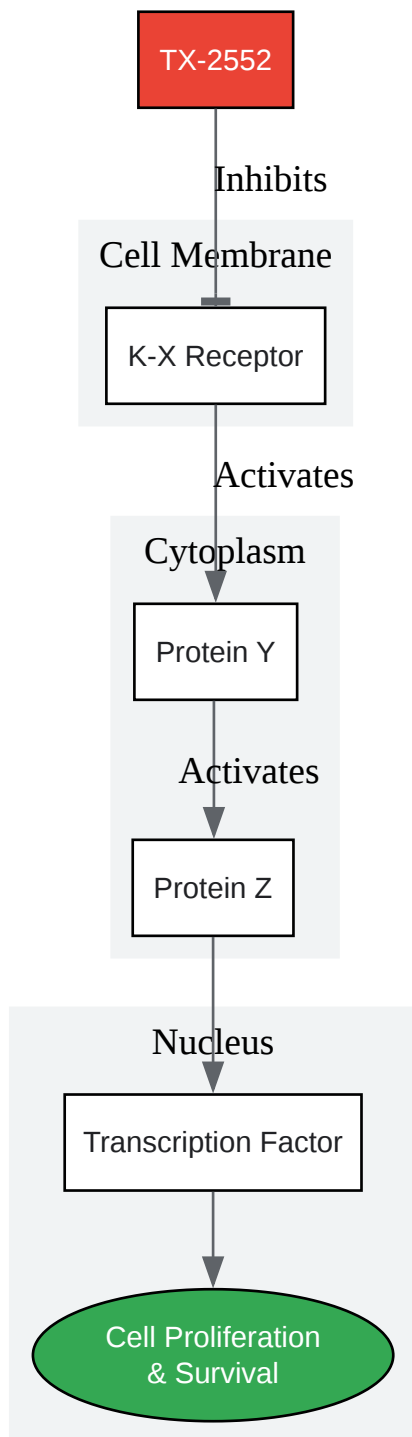 TX-2552
Inhibits
Cell Membrane
K-X Receptor
Activates
Cytoplasm
Protein Y
Activates
Protein Z
Nucleus
Transcription Factor
Cell Proliferation
& Survival